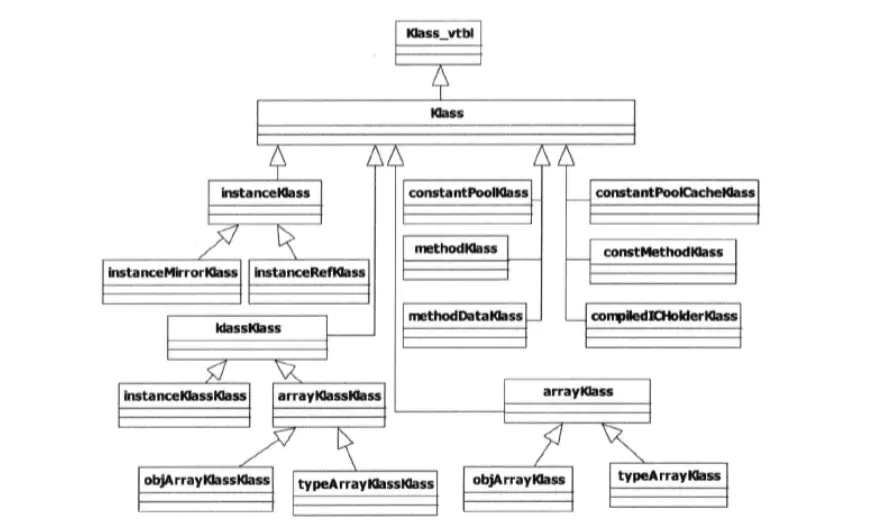 Klass_vtbl
Klass
instanceKlass
constantPoolKlass
constantPoolCacheKlass
methodKlass
constMethodKlass
instanceMirrorKlass
instanceRefKlass
methodDataKlass
compiledICHolderKlass
klassKlass
instanceKlassKlass
arrayKlassKlass
arrayKlass
objArrayKlassKlass
typeArrayKlassKlass
objArrayKlass
typeArrayKlass